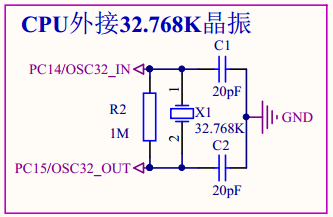 CPU外接32.768K晶振
C1
PC14/OSC32_IN
20pF
R2
1M
1
X1
32.768K
2
GND
C2
PC15/OSC32_OUT
20pF